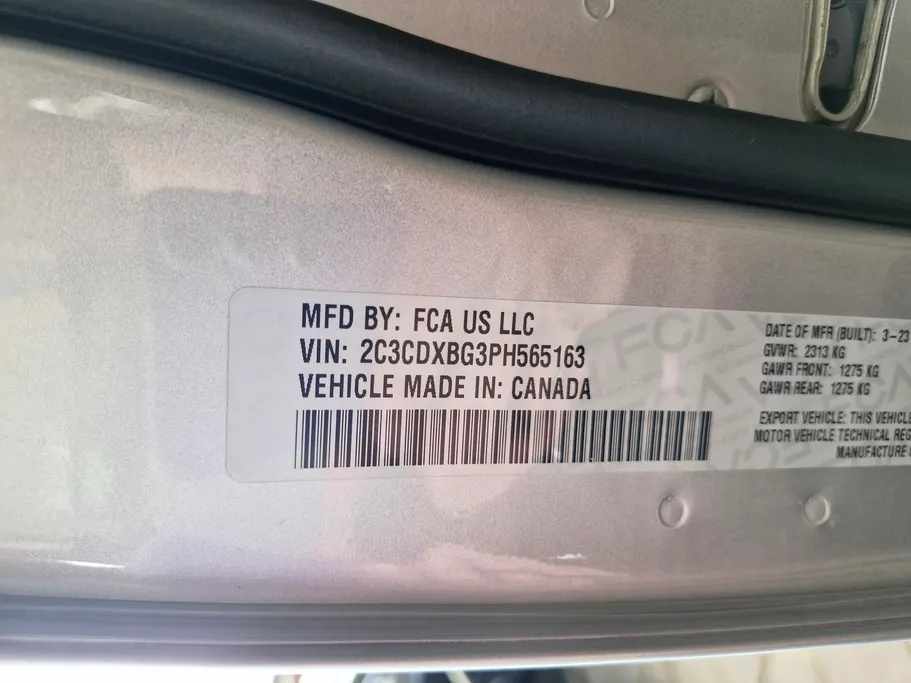 MFD BY: FCA US LLC
VIN: 2C3CDXBG3PH565163
VEHICLE MADE IN: CANADA
DATE OF MFR (BUILT): 3-23
GVWR: 2313 KG
GAWR FRONT: 1275 KG
GAWR REAR: 1275 KG
EXPORT VEHICLE: THIS VEHICLE
MOTOR VEHICLE TECHNICAL REG
MANUFACTURE
FCA